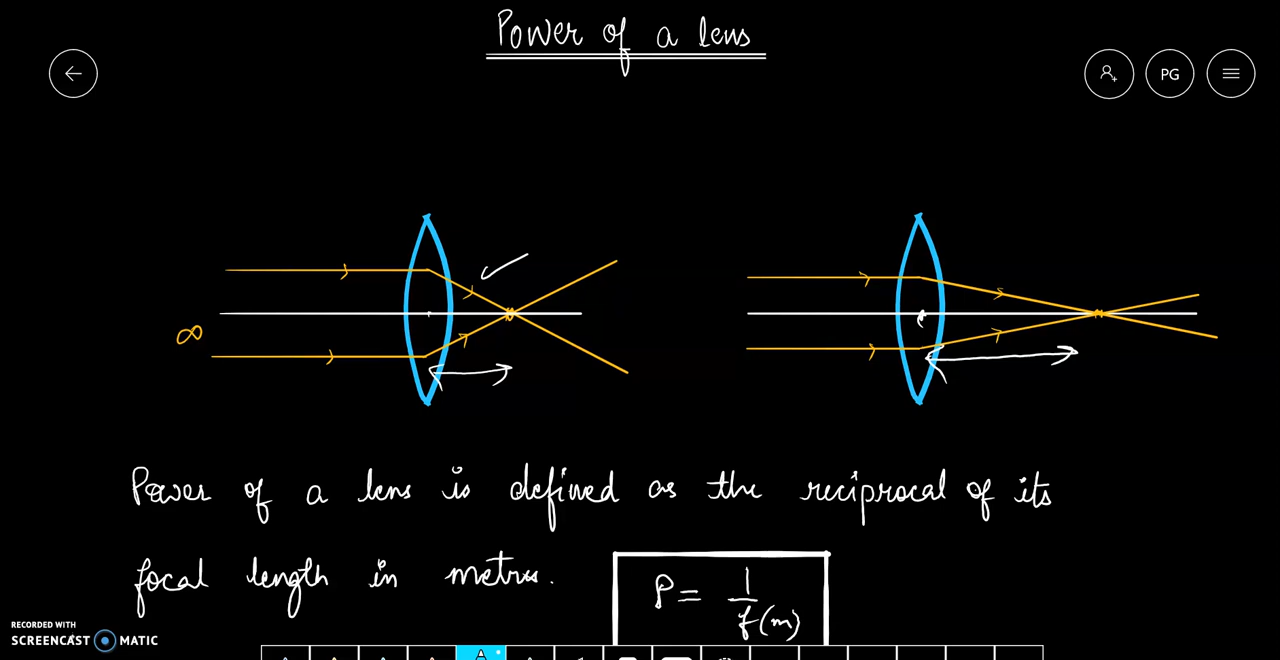 Power of a lens
PG
∞
Power of a lens is defined as the reciprocal of its
focal length in metres.
P = 1/f(m)
RECORDED WITH
SCREENCAST MATIC